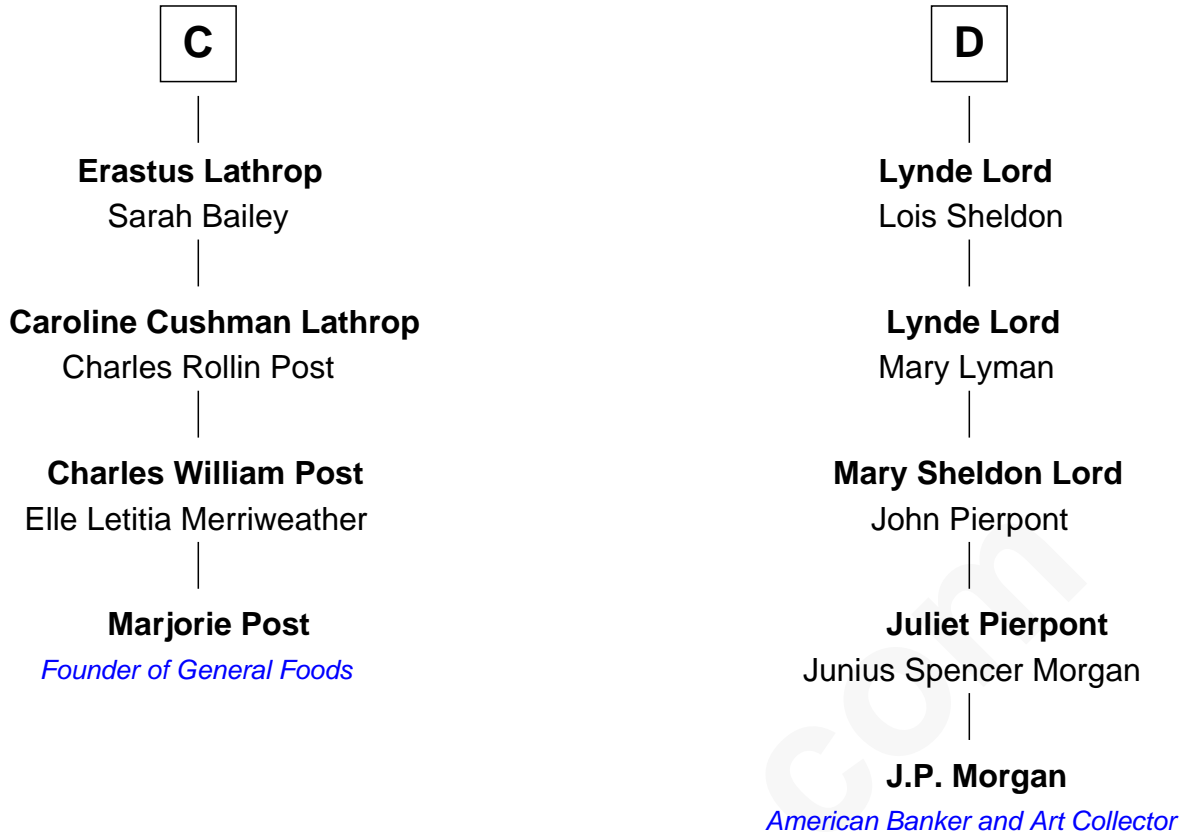 C
Erastus Lathrop
Sarah Bailey
Caroline Cushman Lathrop
Charles Rollin Post
Charles William Post
Elle Letitia Merriweather
Marjorie Post
Founder of General Foods
D
Lynde Lord
Lois Sheldon
Lynde Lord
Mary Lyman
Mary Sheldon Lord
John Pierpont
Juliet Pierpont
Junius Spencer Morgan
J.P. Morgan
American Banker and Art Collector
com